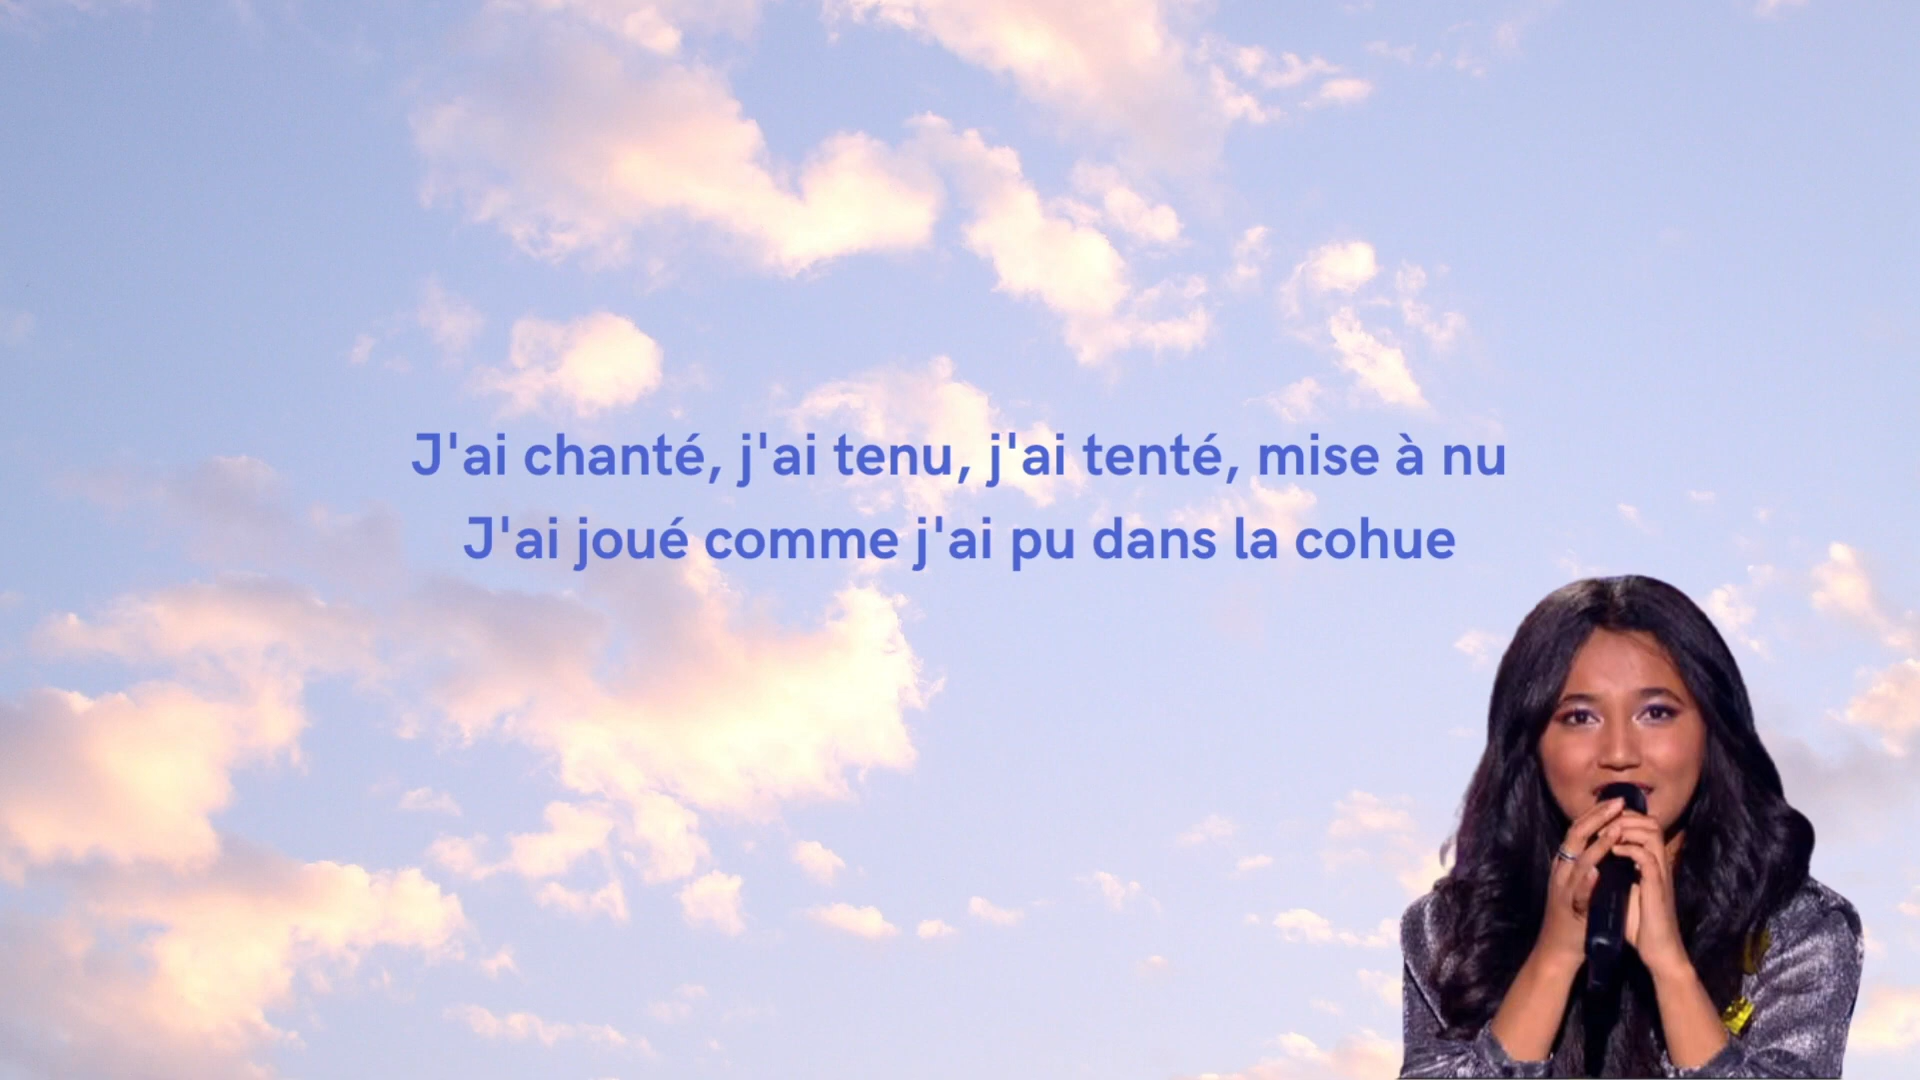 J'ai chanté, j'ai tenu, j'ai tenté, mise à nu
J'ai joué comme j'ai pu dans la cohue